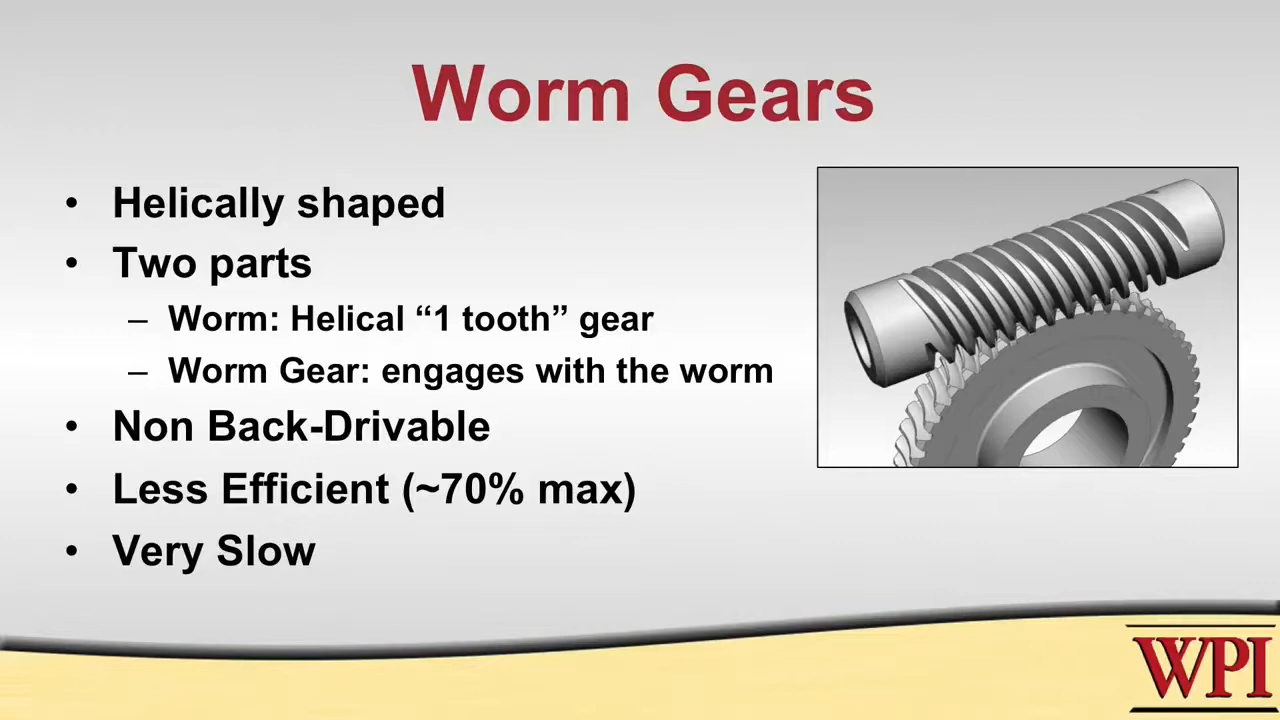 Worm Gears
• Helically shaped
• Two parts
– Worm: Helical “1 tooth” gear
– Worm Gear: engages with the worm
• Non Back-Drivable
• Less Efficient (~70% max)
• Very Slow
WPI